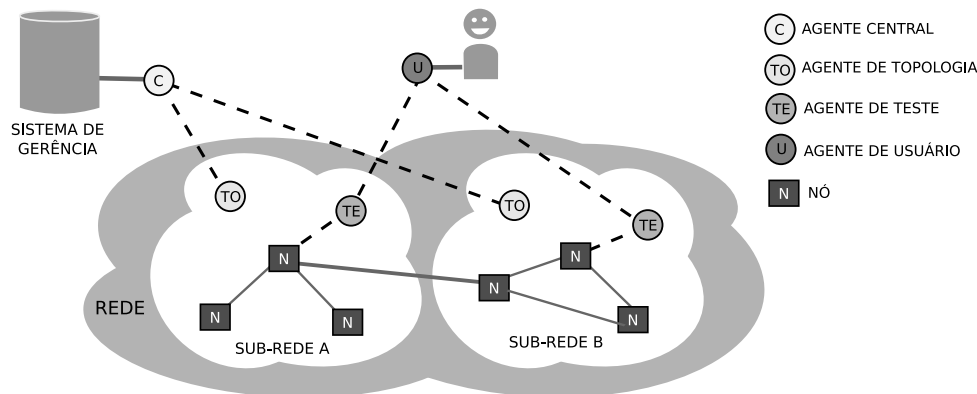 C
U
SISTEMA DE
GERÊNCIA
C AGENTE CENTRAL
TO AGENTE DE TOPOLOGIA
TE AGENTE DE TESTE
U AGENTE DE USUÁRIO
N NÓ
TO
TE
TO
TE
N
N
N
N
N
N
REDE
SUB-REDE A
SUB-REDE B